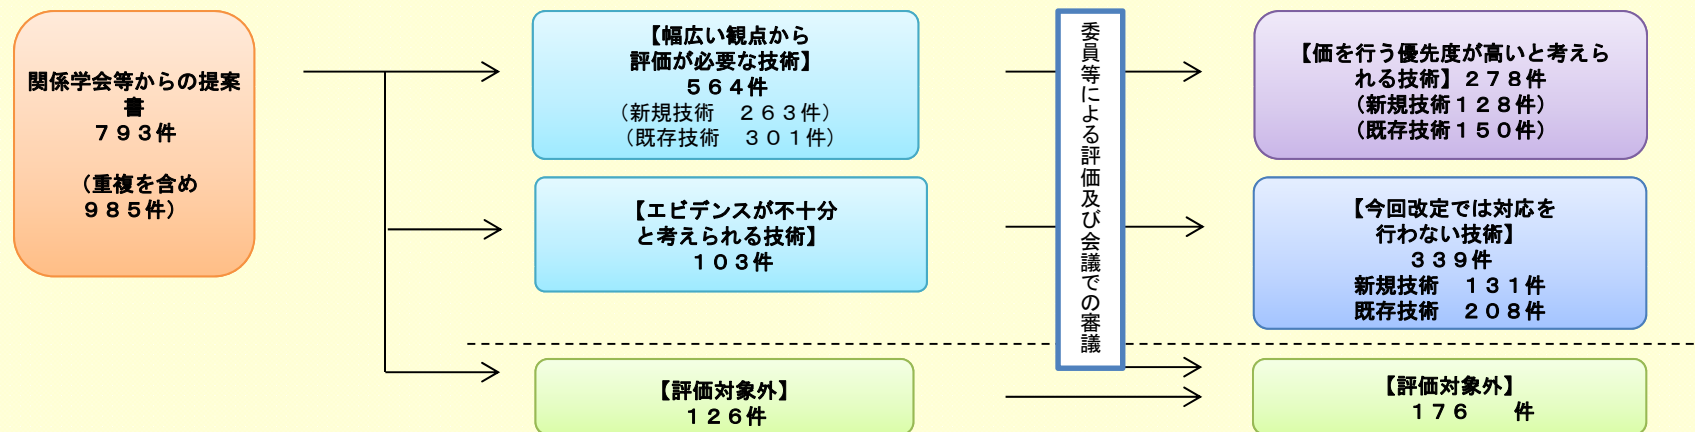 関係学会等からの提案
書
７９３件
（重複を含め
９８５件）
【幅広い観点から
評価が必要な技術】
５６４件
（新規技術　２６３件）
（既存技術　３０１件）
【エビデンスが不十分
と考えられる技術】
１０３件
【評価対象外】
１２６件
委員等による評価及び会議での審議
【価を行う優先度が高いと考えら
れる技術】２７８件
（新規技術１２８件）
（既存技術１５０件）
【今回改定では対応を
行わない技術】
３３９件
新規技術　１３１件
既存技術　２０８件
【評価対象外】
１７６　　件